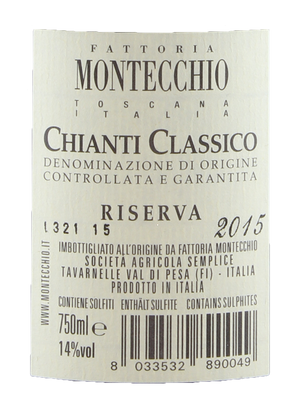 FATTORIA
MONTECCHIO
TOSCANA
ITALIA
CHIANTI CLASSICO
DENOMINAZIONE DI ORIGINE
CONTROLLATA E GARANTITA
RISERVA 2015
L 321 15
IMBOTTIGLIATO ALL'ORIGINE DA FATTORIA MONTECCHIO
SOCIETA AGRICOLA SEMPLICE
TAVARNELLE VAL DI PESA (FI) - ITALIA
PRODOTTO IN ITALIA
CONTIENE SOLFITI ENTHÄLT SULFITE CONTAINS SULPHITES
750ml e
14%vol
8 033532 890049
WWW.MONTECCHIO.IT